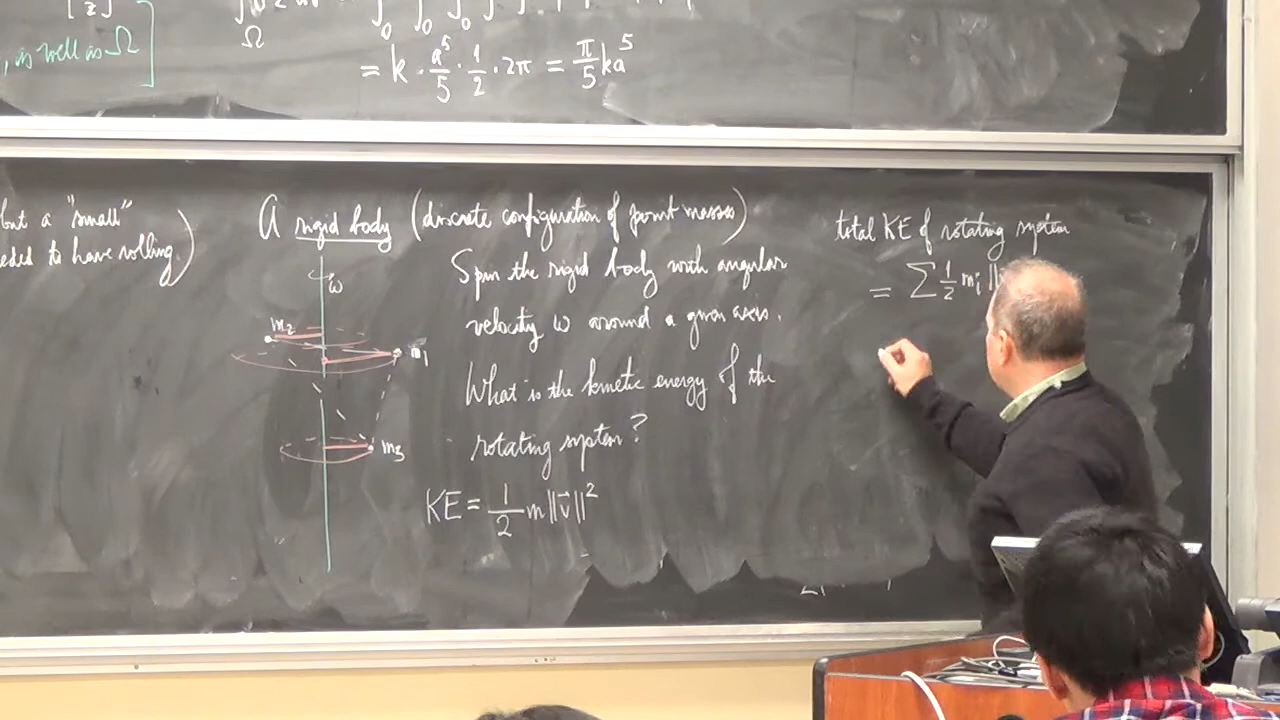 , as well as Ω
Ω
= k · a⁵/5 · 1/2 · 2π = π/5 ka⁵
but a "small"
to have rolling)
A rigid body (discrete configuration of point masses)
ω
m₂
m₁
m₃
Spin the rigid body with angular
velocity ω around a given axis.
What is the kinetic energy of the
rotating system?
KE = 1/2 m‖v⃗‖²
total KE of rotating system
= ∑ 1/2 mᵢ ‖